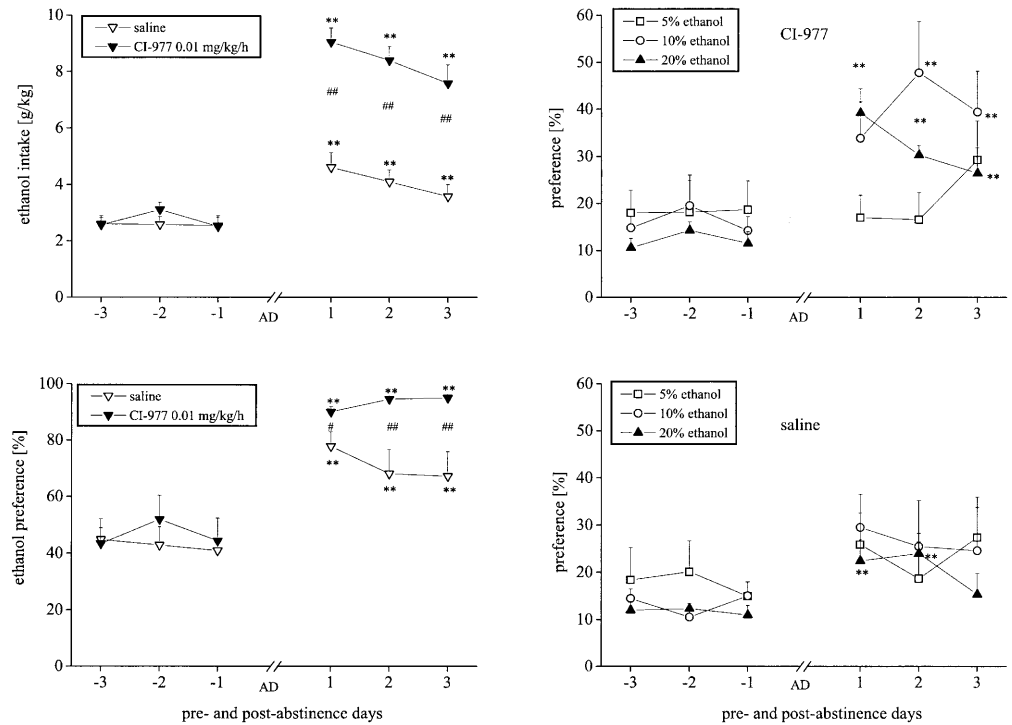 saline
CI-977 0.01 mg/kg/h
ethanol intake [g/kg]
10
8
6
4
2
0
** ** **
## ## ##
** ** **
-3 -2 -1 AD 1 2 3
5% ethanol
10% ethanol
20% ethanol
CI-977
preference [%]
60
50
40
30
20
10
0
** **
** **
**
-3 -2 -1 AD 1 2 3
saline
CI-977 0.01 mg/kg/h
ethanol preference [%]
100
80
60
40
20
0
** ** **
# ## ##
** ** **
-3 -2 -1 AD 1 2 3
pre- and post-abstinence days
5% ethanol
10% ethanol
20% ethanol
saline
preference [%]
60
50
40
30
20
10
0
** **
-3 -2 -1 AD 1 2 3
pre- and post-abstinence days